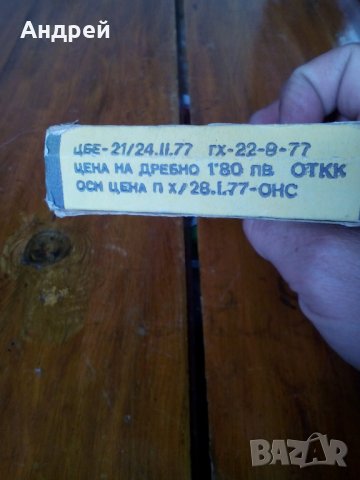 Андрей
ЦБЕ-21/24.II.77 ГХ-22-9-77
ЦЕНА НА ДРЕБНО 1'80 ЛВ. ОТКК
ОСМ ЦЕНА П Х/28.I.77-ОНС
BAZAR